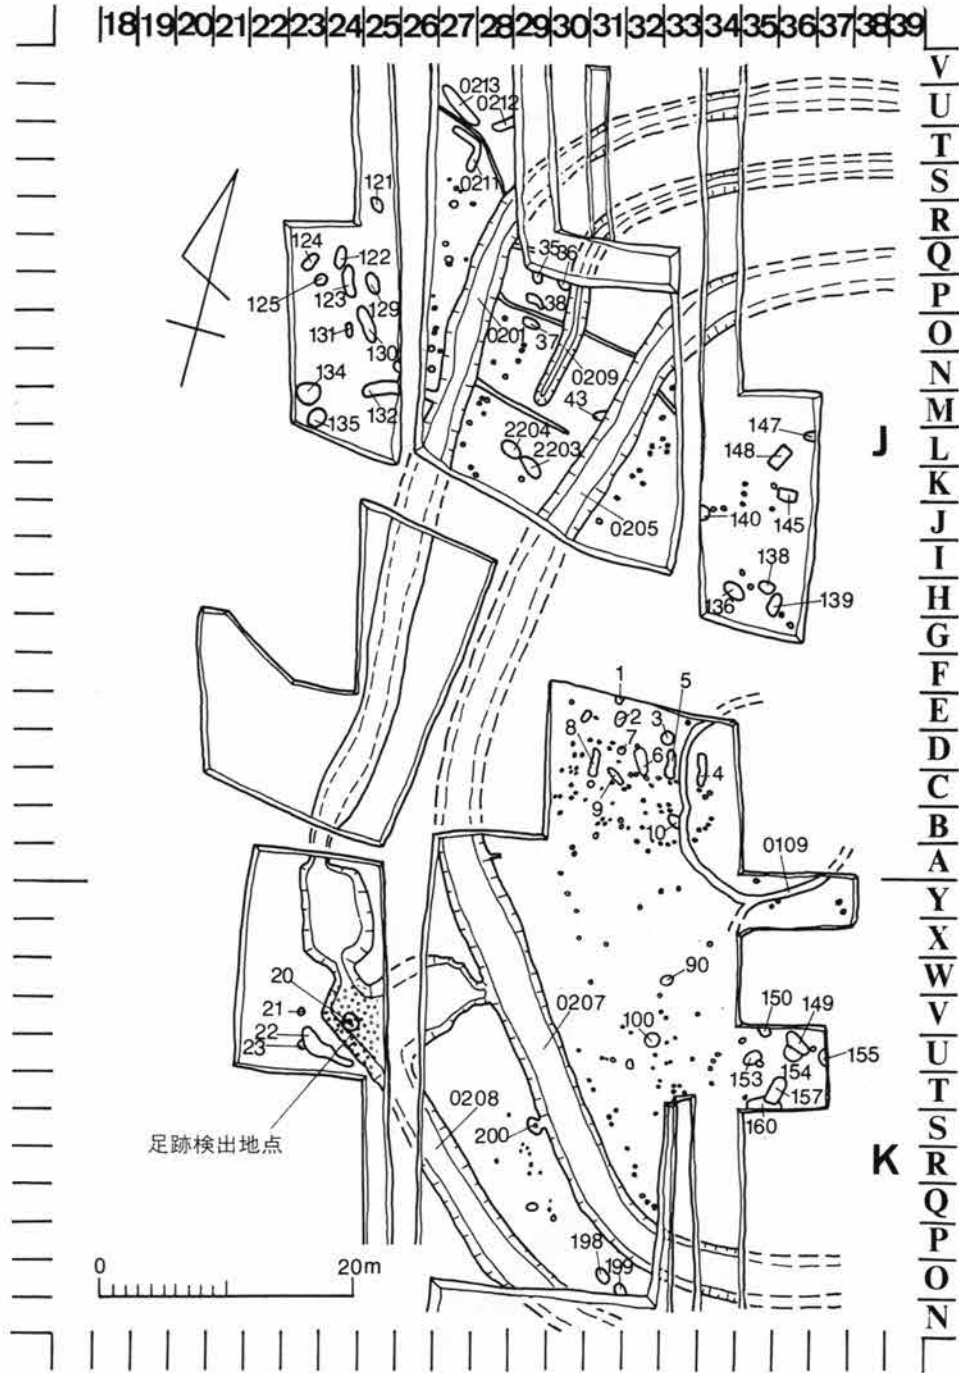 18 19 20 21 22 23 24 25 26 27 28 29 30 31 32 33 34 35 36 37 38 39
V
0213
0212
U
T
0211
S
121
R
124
122
35
36
Q
125
123
129
38
P
131
130
0201
37
O
134
0209
N
135
132
43
M
2204
147
J
2203
148
L
K
0205
140
145
J
I
138
136
139
H
G
F
1
5
E
8
2
7
3
D
6
4
9
C
10
B
0109
A
Y
X
90
W
20
21
0207
150
149
V
22
100
23
153
154
155
U
157
T
0208
160
200
S
足跡検出地点
K
R
Q
P
198
199
0
20m
O
N